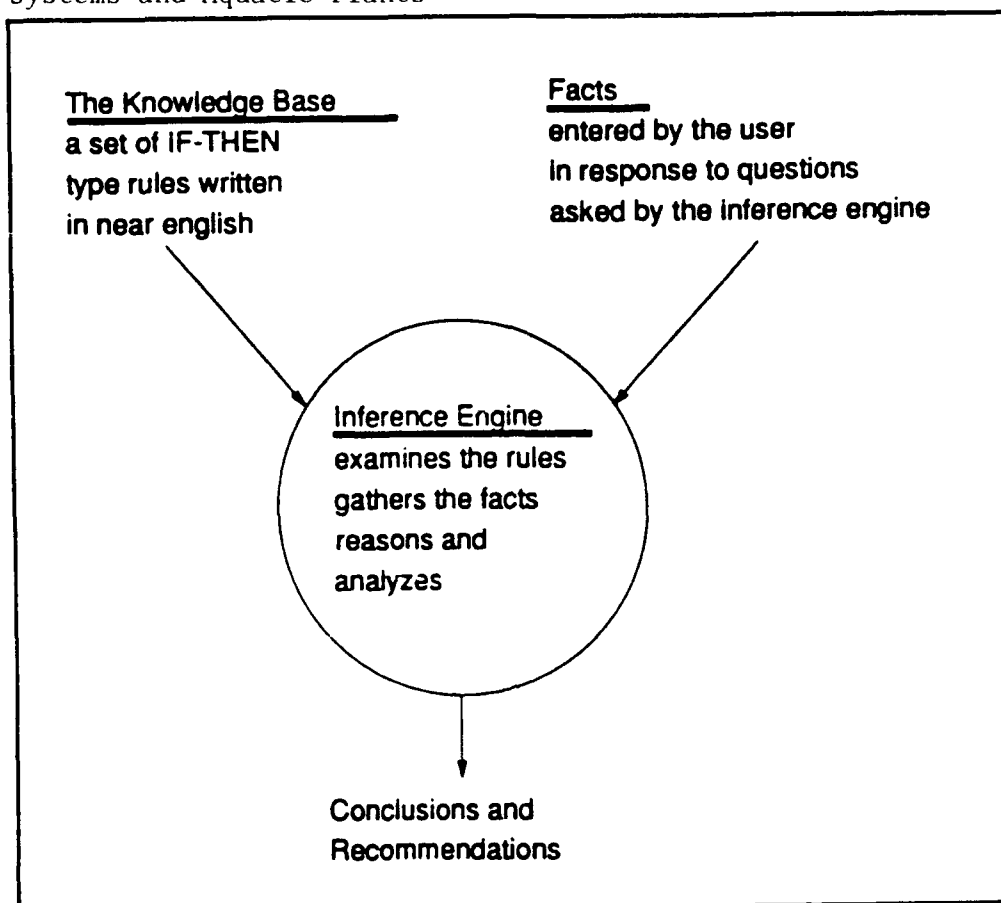 The Knowledge Base
a set of IF-THEN
type rules written
in near english
Facts
entered by the user
in response to questions
asked by the inference engine
Inference Engine
examines the rules
gathers the facts
reasons and
analyzes
Conclusions and
Recommendations